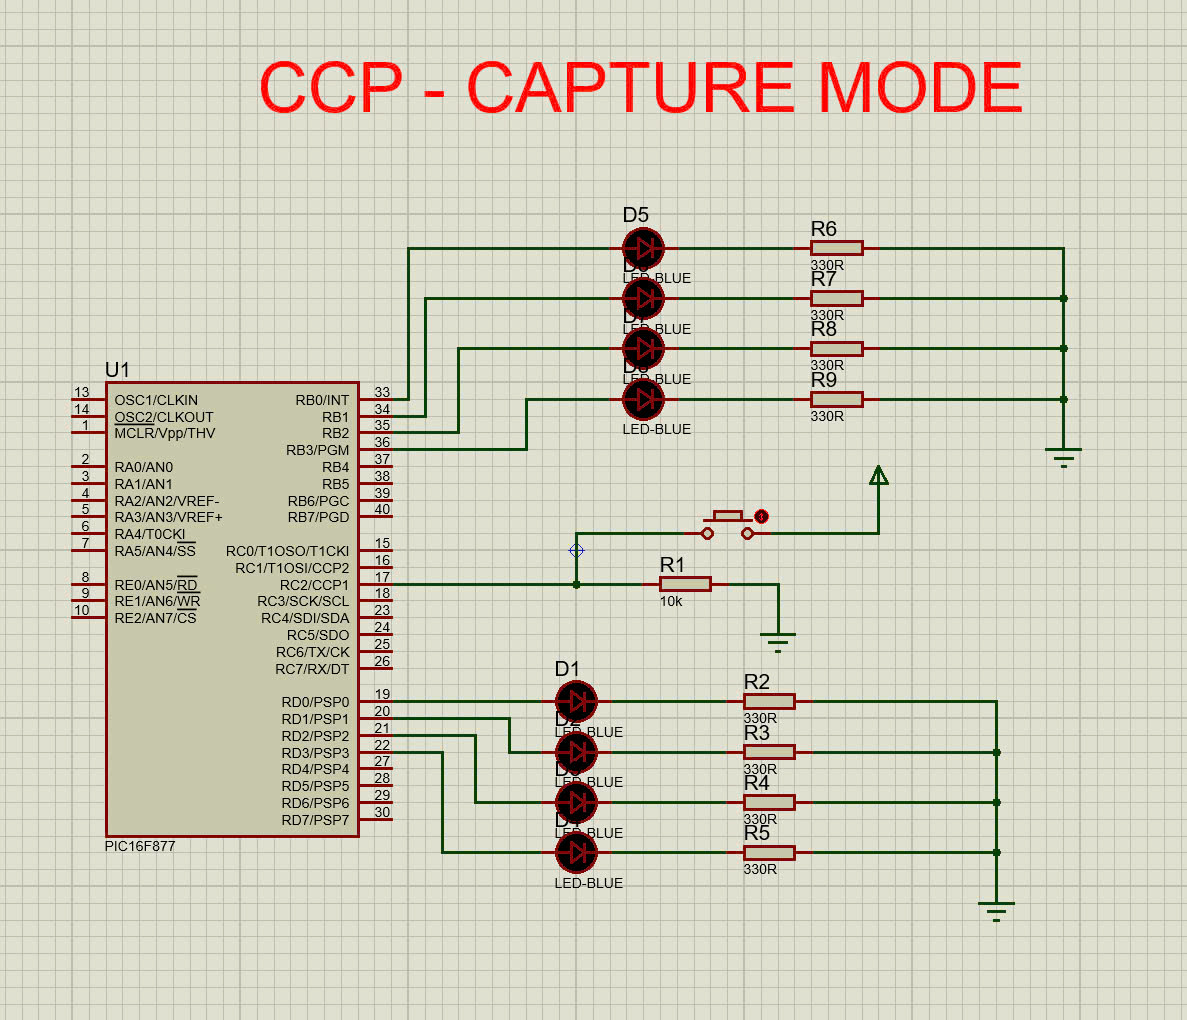 CCP - CAPTURE MODE
D5
R6
LED-BLUE
330R
R7
LED-BLUE
330R
R8
LED-BLUE
330R
R9
LED-BLUE
330R
U1
13 OSC1/CLKIN
14 OSC2/CLKOUT
1 MCLR/Vpp/THV
2 RA0/AN0
3 RA1/AN1
4 RA2/AN2/VREF-
5 RA3/AN3/VREF+
6 RA4/T0CKI
7 RA5/AN4/SS
8 RE0/AN5/RD
9 RE1/AN6/WR
10 RE2/AN7/CS
RB0/INT 33
RB1 34
RB2 35
RB3/PGM 36
RB4 37
RB5 38
RB6/PGC 39
RB7/PGD 40
RC0/T1OSO/T1CKI 15
RC1/T1OSI/CCP2 16
RC2/CCP1 17
RC3/SCK/SCL 18
RC4/SDI/SDA 23
RC5/SDO 24
RC6/TX/CK 25
RC7/RX/DT 26
RD0/PSP0 19
RD1/PSP1 20
RD2/PSP2 21
RD3/PSP3 22
RD4/PSP4 27
RD5/PSP5 28
RD6/PSP6 29
RD7/PSP7 30
PIC16F877
R1
10k
D1
R2
LED-BLUE
330R
R3
LED-BLUE
330R
R4
LED-BLUE
330R
R5
LED-BLUE
330R